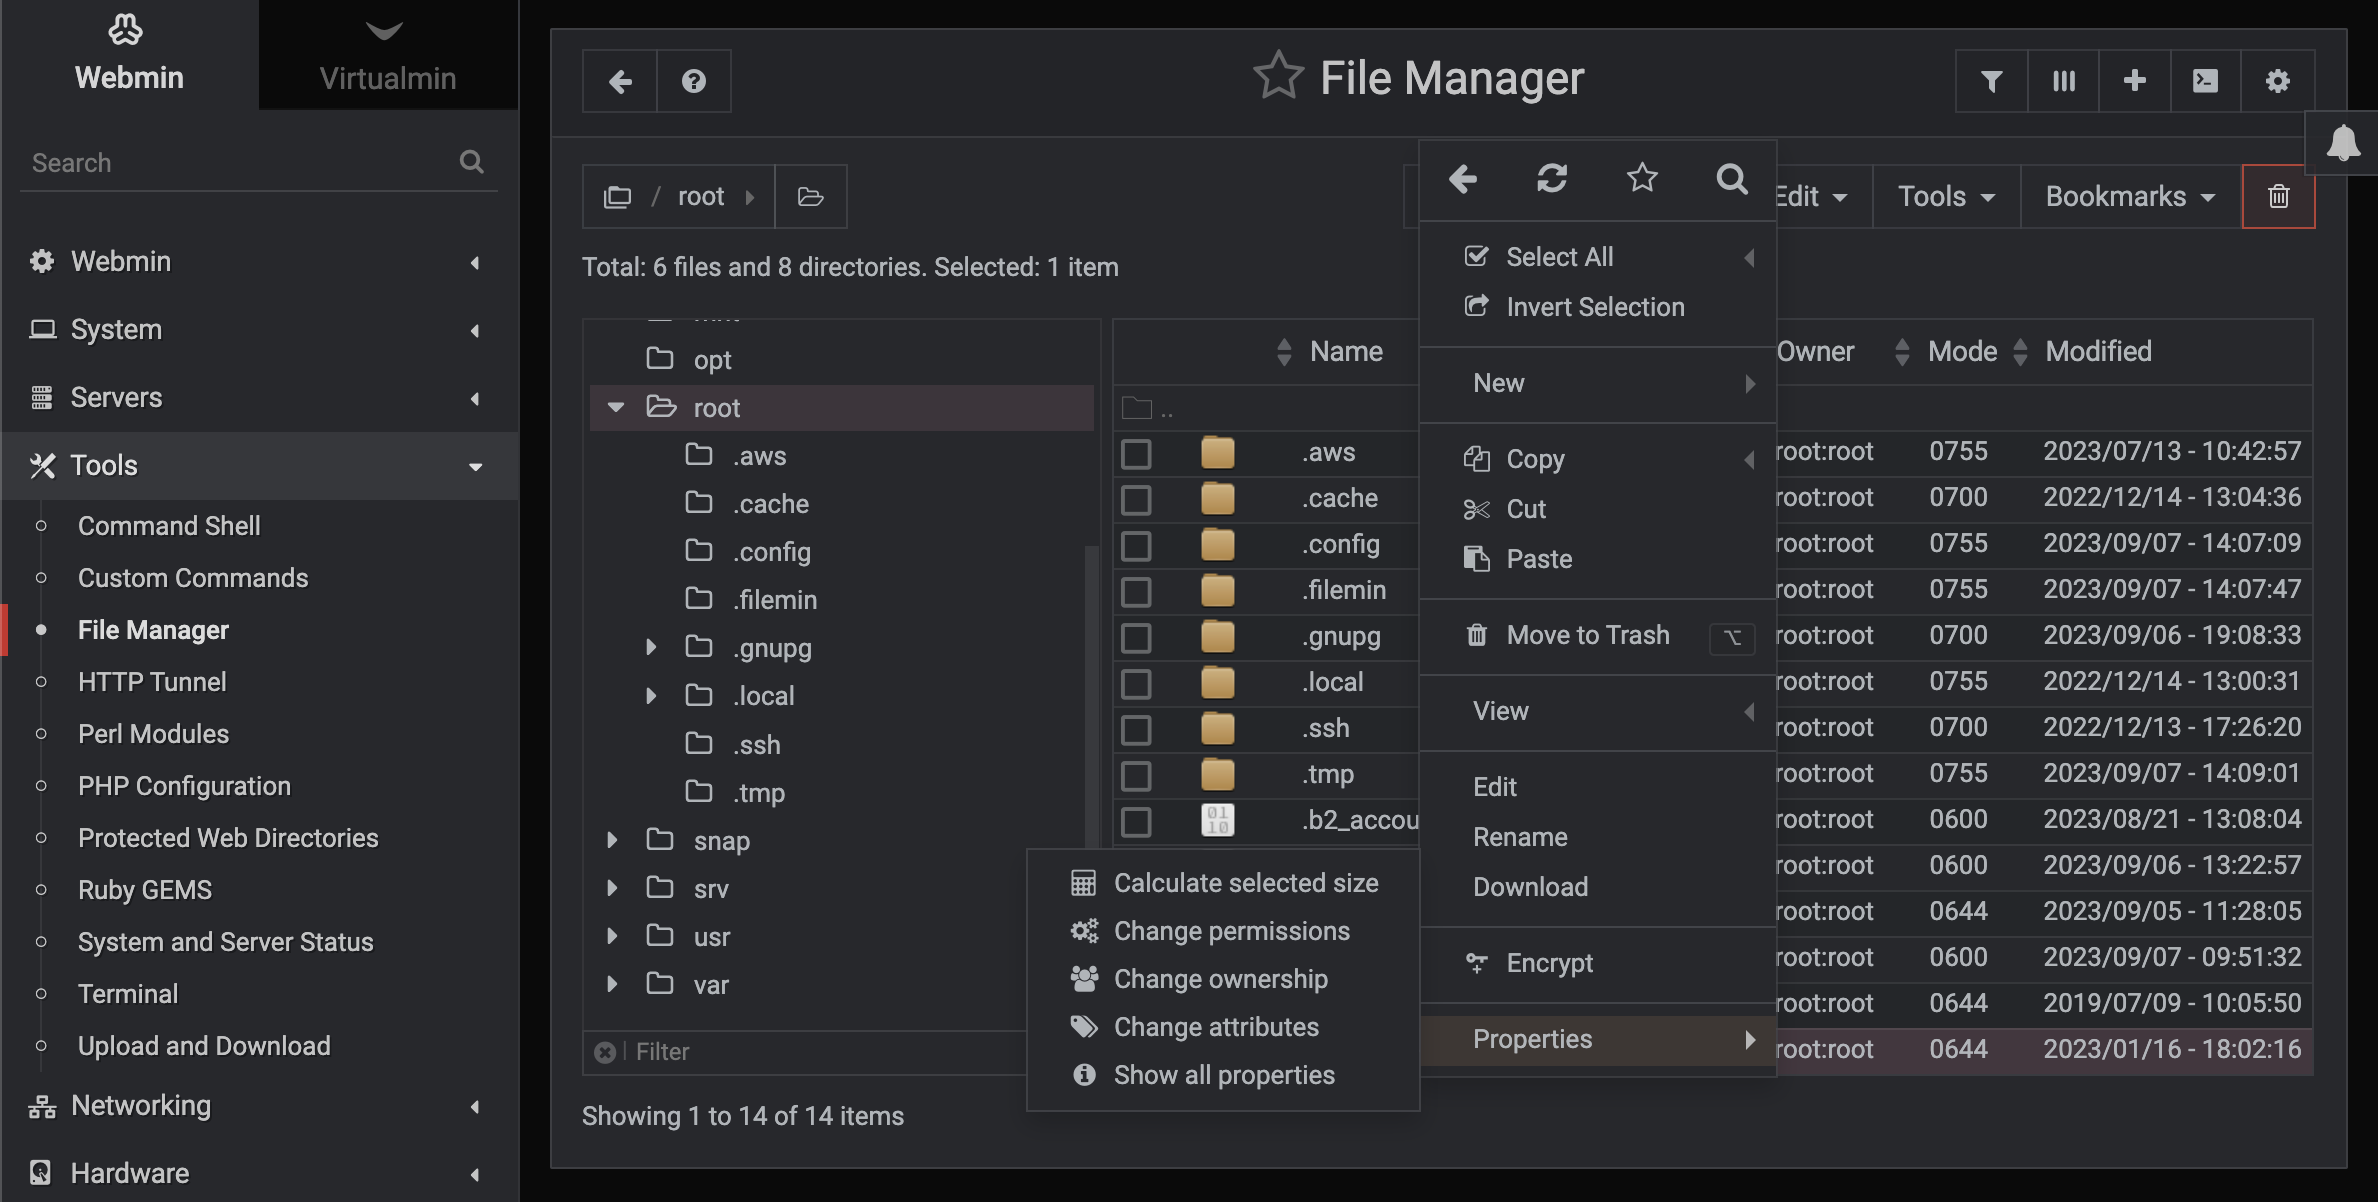 Webmin
Virtualmin
Search
Webmin
System
Servers
Tools
Command Shell
Custom Commands
File Manager
HTTP Tunnel
Perl Modules
PHP Configuration
Protected Web Directories
Ruby GEMS
System and Server Status
Terminal
Upload and Download
Networking
Hardware
File Manager
/ root
Edit
Tools
Bookmarks
Total: 6 files and 8 directories. Selected: 1 item
opt
root
.aws
.cache
.config
.filemin
.gnupg
.local
.ssh
.tmp
snap
srv
usr
var
Filter
Showing 1 to 14 of 14 items
Name
Owner
Mode
Modified
..
.aws
root:root 0755 2023/07/13 - 10:42:57
.cache
root:root 0700 2022/12/14 - 13:04:36
.config
root:root 0755 2023/09/07 - 14:07:09
.filemin
root:root 0755 2023/09/07 - 14:07:47
.gnupg
root:root 0700 2023/09/06 - 19:08:33
.local
root:root 0755 2022/12/14 - 13:00:31
.ssh
root:root 0700 2022/12/13 - 17:26:20
.tmp
root:root 0755 2023/09/07 - 14:09:01
.b2_accou
root:root 0600 2023/08/21 - 13:08:04
root:root 0600 2023/09/06 - 13:22:57
root:root 0644 2023/09/05 - 11:28:05
root:root 0600 2023/09/07 - 09:51:32
root:root 0644 2019/07/09 - 10:05:50
root:root 0644 2023/01/16 - 18:02:16
Select All
Invert Selection
New
Copy
Cut
Paste
Move to Trash ⌥
View
Edit
Rename
Download
Encrypt
Properties
Calculate selected size
Change permissions
Change ownership
Change attributes
Show all properties